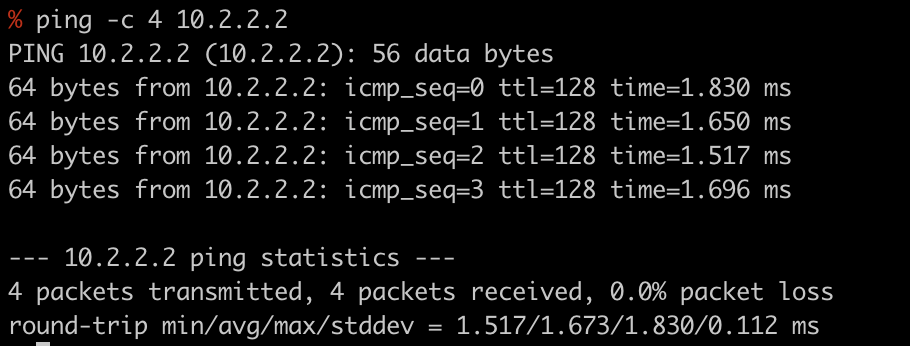 % ping -c 4 10.2.2.2
PING 10.2.2.2 (10.2.2.2): 56 data bytes
64 bytes from 10.2.2.2: icmp_seq=0 ttl=128 time=1.830 ms
64 bytes from 10.2.2.2: icmp_seq=1 ttl=128 time=1.650 ms
64 bytes from 10.2.2.2: icmp_seq=2 ttl=128 time=1.517 ms
64 bytes from 10.2.2.2: icmp_seq=3 ttl=128 time=1.696 ms
--- 10.2.2.2 ping statistics ---
4 packets transmitted, 4 packets received, 0.0% packet loss
round-trip min/avg/max/stddev = 1.517/1.673/1.830/0.112 ms